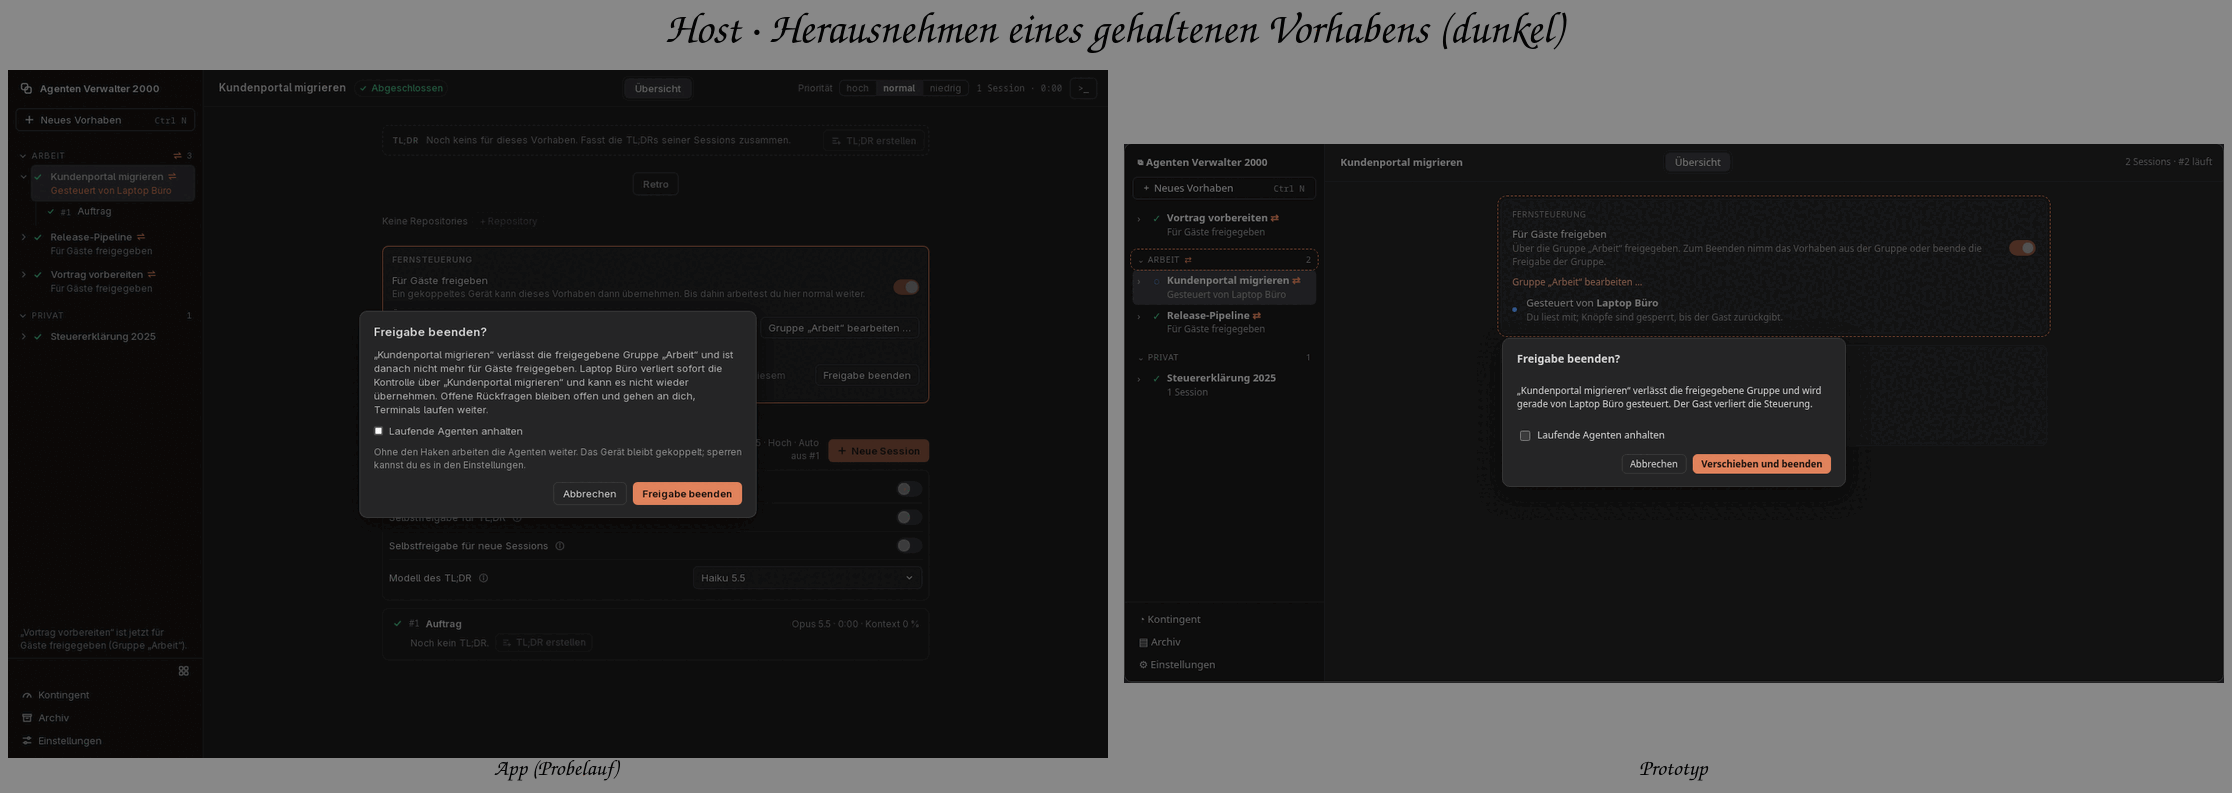 Host · Herausnehmen eines gehaltenen Vorhabens (dunkel)
Agenten Verwalter 2000
+ Neues Vorhaben Ctrl N
ARBEIT ⇄ 3
Kundenportal migrieren ⇄
Gesteuert von Laptop Büro
#1 Auftrag
Release-Pipeline ⇄
Für Gäste freigegeben
Vortrag vorbereiten ⇄
Für Gäste freigegeben
PRIVAT 1
Steuererklärung 2025
„Vortrag vorbereiten“ ist jetzt für
Gäste freigegeben (Gruppe „Arbeit“).
Kontingent
Archiv
Einstellungen
Kundenportal migrieren ✓ Abgeschlossen
Übersicht
Priorität hoch normal niedrig 1 Session · 0:00 >_
TL;DR Noch keins für dieses Vorhaben. Fasst die TL;DRs seiner Sessions zusammen. TL;DR erstellen
Retro
Keine Repositories + Repository
FERNSTEUERUNG
Für Gäste freigeben
Ein gekoppeltes Gerät kann dieses Vorhaben dann übernehmen. Bis dahin arbeitest du hier normal weiter.
Gruppe „Arbeit“ bearbeiten ...
iesem Freigabe beenden
Freigabe beenden?
„Kundenportal migrieren“ verlässt die freigegebene Gruppe „Arbeit“ und ist
danach nicht mehr für Gäste freigegeben. Laptop Büro verliert sofort die
Kontrolle über „Kundenportal migrieren“ und kann es nicht wieder
übernehmen. Offene Rückfragen bleiben offen und gehen an dich,
Terminals laufen weiter.
Laufende Agenten anhalten
Ohne den Haken arbeiten die Agenten weiter. Das Gerät bleibt gekoppelt; sperren
kannst du es in den Einstellungen.
Abbrechen Freigabe beenden
5 · Hoch · Auto
aus #1
+ Neue Session
Selbstfreigabe für TL;DR
Selbstfreigabe für neue Sessions
Modell des TL;DR Haiku 5.5
#1 Auftrag Opus 5.5 · 0:00 · Kontext 0 %
Noch kein TL;DR. TL;DR erstellen
App (Probelauf)
Agenten Verwalter 2000
+ Neues Vorhaben Ctrl N
Vortrag vorbereiten ⇄
Für Gäste freigegeben
ARBEIT ⇄ 2
Kundenportal migrieren ⇄
Gesteuert von Laptop Büro
Release-Pipeline ⇄
Für Gäste freigegeben
PRIVAT 1
Steuererklärung 2025
1 Session
Kontingent
Archiv
Einstellungen
Kundenportal migrieren
Übersicht
2 Sessions · #2 läuft
FERNSTEUERUNG
Für Gäste freigeben
Über die Gruppe „Arbeit“ freigegeben. Zum Beenden nimm das Vorhaben aus der Gruppe oder beende die
Freigabe der Gruppe.
Gruppe „Arbeit“ bearbeiten ...
Gesteuert von Laptop Büro
Du liest mit; Knöpfe sind gesperrt, bis der Gast zurückgibt.
Freigabe beenden?
„Kundenportal migrieren“ verlässt die freigegebene Gruppe und wird
gerade von Laptop Büro gesteuert. Der Gast verliert die Steuerung.
Laufende Agenten anhalten
Abbrechen Verschieben und beenden
Prototyp